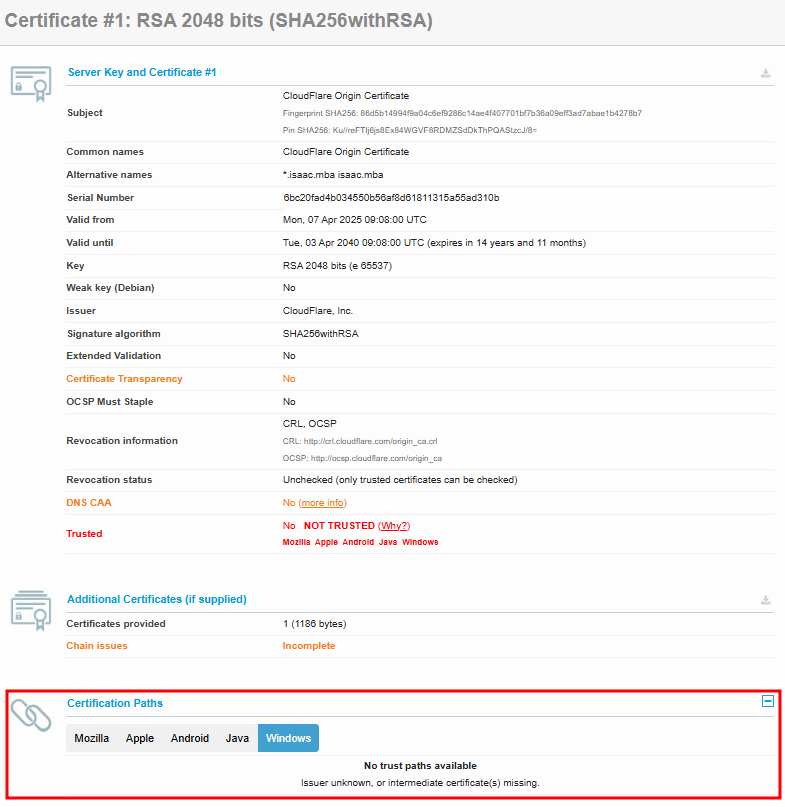 Certificate #1: RSA 2048 bits (SHA256withRSA)
Server Key and Certificate #1
Subject
CloudFlare Origin Certificate
Fingerprint SHA256: 86d5b14994f9a04c6ef9286c14ae4f407701bf7b36a09eff3ad7abae1b4278b7
Pin SHA256: Ku//reFTIj6js8Ex84WGVF8RDMZSdDkThPQAStzcJ/8=
Common names CloudFlare Origin Certificate
Alternative names *.isaac.mba isaac.mba
Serial Number 6bc20fad4b034550b56af8d61811315a55ad310b
Valid from Mon, 07 Apr 2025 09:08:00 UTC
Valid until Tue, 03 Apr 2040 09:08:00 UTC (expires in 14 years and 11 months)
Key RSA 2048 bits (e 65537)
Weak key (Debian) No
Issuer CloudFlare, Inc.
Signature algorithm SHA256withRSA
Extended Validation No
Certificate Transparency No
OCSP Must Staple No
Revocation information
CRL, OCSP
CRL: http://crl.cloudflare.com/origin_ca.crl
OCSP: http://ocsp.cloudflare.com/origin_ca
Revocation status Unchecked (only trusted certificates can be checked)
DNS CAA No (more info)
Trusted
No NOT TRUSTED (Why?)
Mozilla Apple Android Java Windows
Additional Certificates (if supplied)
Certificates provided 1 (1186 bytes)
Chain issues Incomplete
Certification Paths
Mozilla Apple Android Java Windows
No trust paths available
Issuer unknown, or intermediate certificate(s) missing.